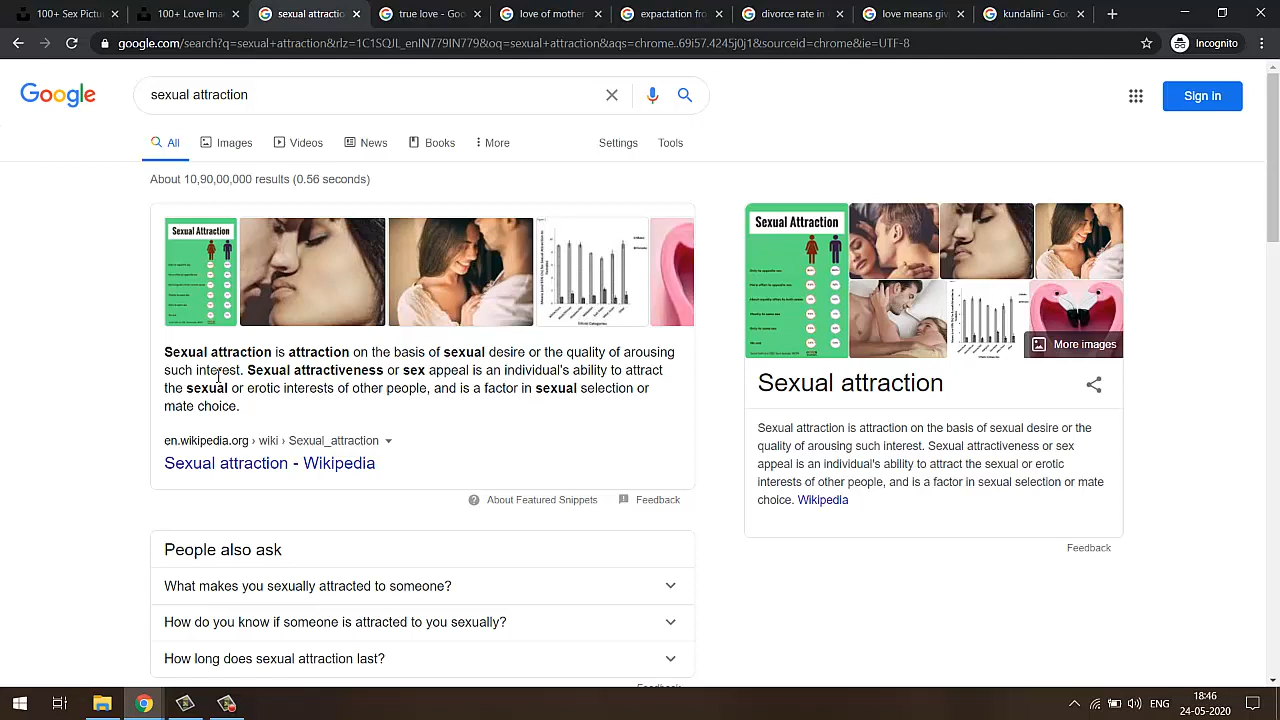 100+ Sex Pictu
100+ Love Ima
sexual attractio
true love - Goo
love of mother
expactation fro
divorce rate in
love means giv
kundalini - Goo
google.com/search?q=sexual+attraction&rlz=1C1SQJL_enIN779IN779&oq=sexual+attraction&aqs=chrome..69i57.4245j0j1&sourceid=chrome&ie=UTF-8
Incognito
Google
sexual attraction
Sign in
All
Images
Videos
News
Books
More
Settings
Tools
About 10,90,00,000 results (0.56 seconds)
Sexual Attraction
Sexual Attraction
More images
Sexual attraction is attraction on the basis of sexual desire or the quality of arousing
such interest. Sexual attractiveness or sex appeal is an individual's ability to attract
the sexual or erotic interests of other people, and is a factor in sexual selection or
mate choice.
en.wikipedia.org › wiki › Sexual_attraction
Sexual attraction - Wikipedia
About Featured Snippets
Feedback
Sexual attraction
Sexual attraction is attraction on the basis of sexual desire or the
quality of arousing such interest. Sexual attractiveness or sex
appeal is an individual's ability to attract the sexual or erotic
interests of other people, and is a factor in sexual selection or mate
choice. Wikipedia
Feedback
People also ask
What makes you sexually attracted to someone?
How do you know if someone is attracted to you sexually?
How long does sexual attraction last?
Feedback
ENG
18:46
24-05-2020